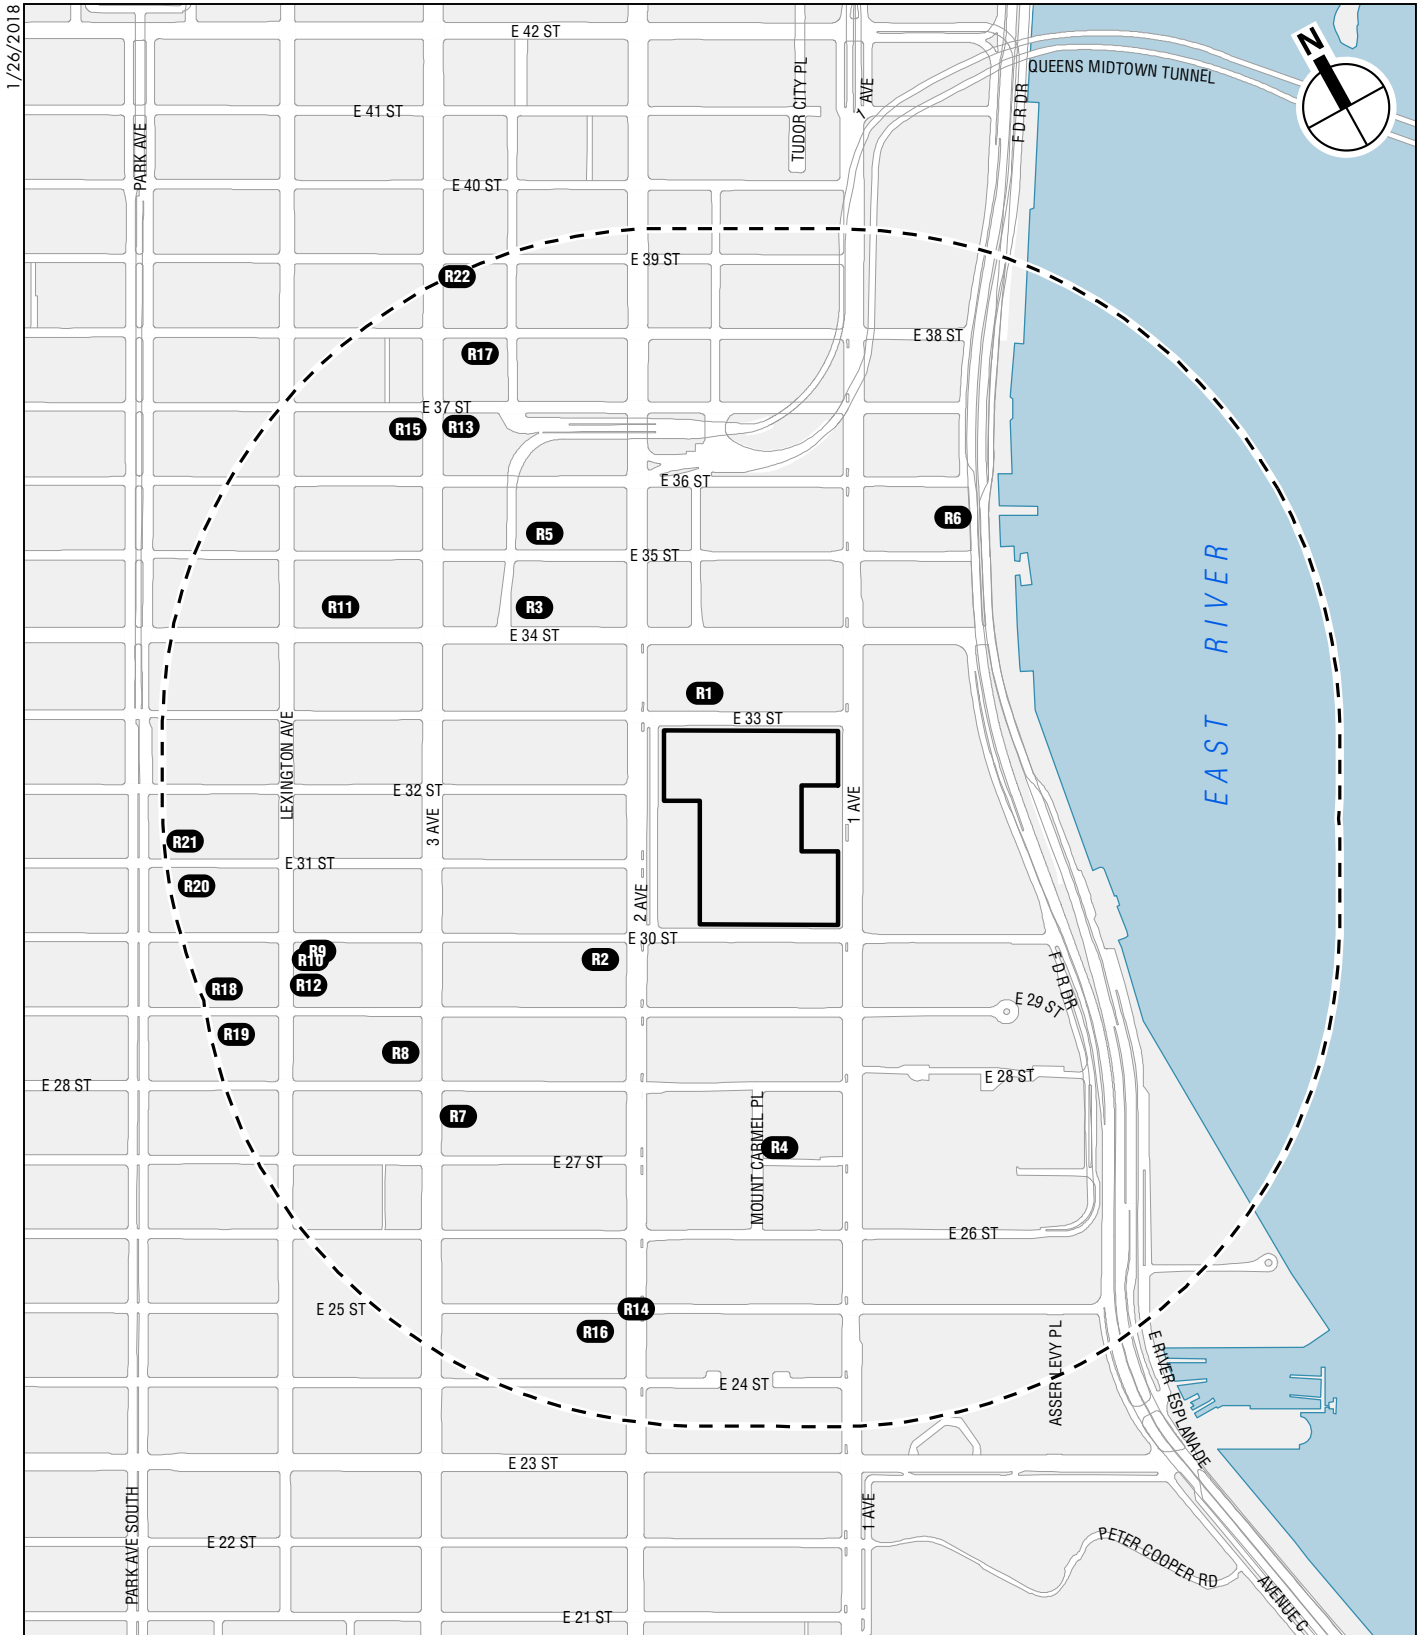 1/26/2018
E 42 ST
N
QUEENS MIDTOWN TUNNEL
TUDOR CITY PL
1 AVE
F D R DR
E 41 ST
PARK AVE
E 40 ST
E 39 ST
R22
E 38 ST
R17
E 37 ST
R15
R13
E 36 ST
R6
R5
E 35 ST
EAST RIVER
R11
R3
E 34 ST
R1
E 33 ST
LEXINGTON AVE
E 32 ST
3 AVE
1 AVE
R21
E 31 ST
R20
2 AVE
E 30 ST
R9
R10
R2
R12
R18
F D R DR
E 29 ST
R19
R8
E 28 ST
E 28 ST
R7
MOUNT CARMEL PL
R4
E 27 ST
E 26 ST
E 25 ST
R14
R16
ASSER LEVY PL
E RIVER ESPLANADE
E 24 ST
E 23 ST
1 AVE
PARK AVE SOUTH
E 22 ST
PETER COOPER RD
AVENUE C
E 21 ST